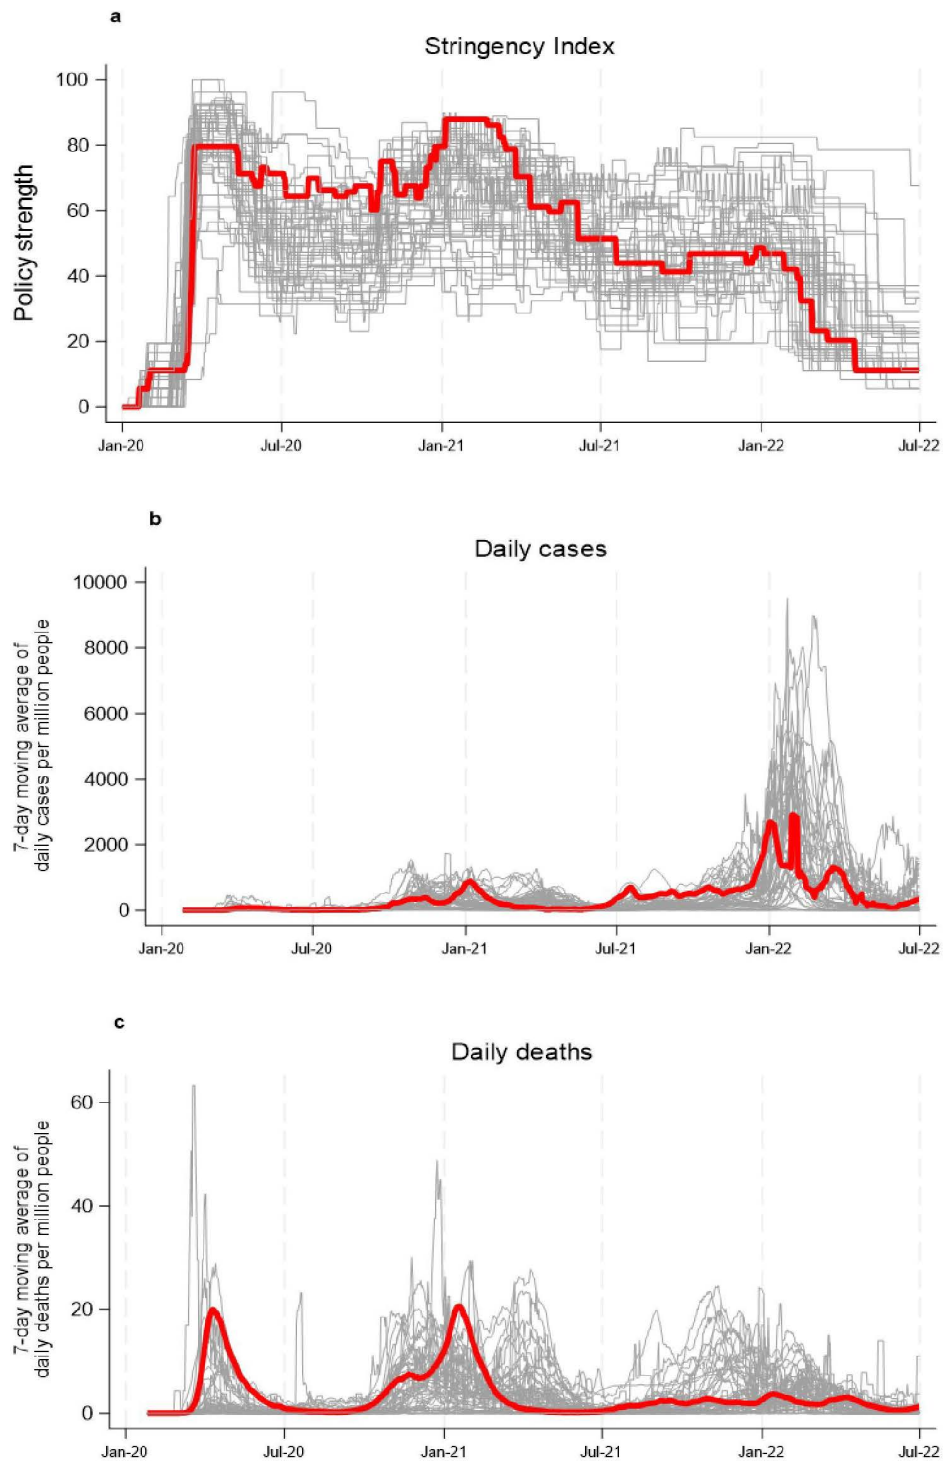 a
Stringency Index
Policy strength
100
80
60
40
20
0
Jan-20
Jul-20
Jan-21
Jul-21
Jan-22
Jul-22
b
Daily cases
7-day moving average of
daily cases per million people
10000
8000
6000
4000
2000
0
Jan-20
Jul-20
Jan-21
Jul-21
Jan-22
Jul-22
c
Daily deaths
7-day moving average of
daily deaths per million people
60
40
20
0
Jan-20
Jul-20
Jan-21
Jul-21
Jan-22
Jul-22